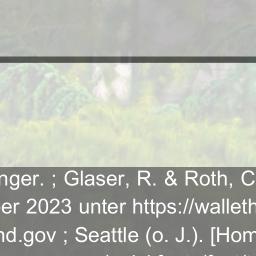 nger. ; Glaser, R. & Roth, C
er 2023 unter https://walleth
nd.gov ; Seattle (o. J.). [Hom